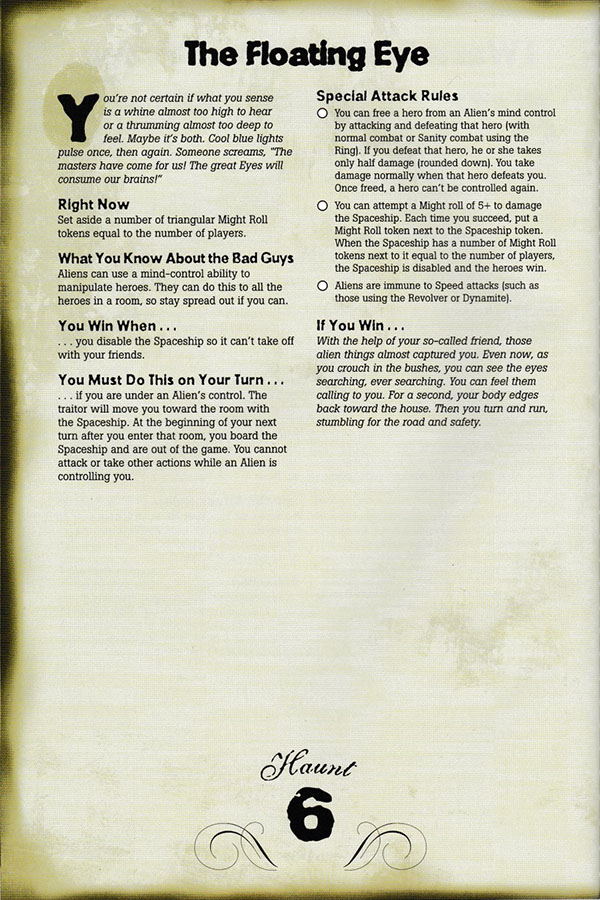 The Floating Eye
You're not certain if what you sense
is a whine almost too high to hear
or a thrumming almost too deep to
feel. Maybe it's both. Cool blue lights
pulse once, then again. Someone screams, "The
masters have come for us! The great Eyes will
consume our brains!"
Right Now
Set aside a number of triangular Might Roll
tokens equal to the number of players.
What You Know About the Bad Guys
Aliens can use a mind-control ability to
manipulate heroes. They can do this to all the
heroes in a room, so stay spread out if you can.
You Win When . . .
. . . you disable the Spaceship so it can't take off
with your friends.
You Must Do This on Your Turn . . .
. . . if you are under an Alien's control. The
traitor will move you toward the room with
the Spaceship. At the beginning of your next
turn after you enter that room, you board the
Spaceship and are out of the game. You cannot
attack or take other actions while an Alien is
controlling you.
Special Attack Rules
You can free a hero from an Alien's mind control
by attacking and defeating that hero (with
normal combat or Sanity combat using the
Ring). If you defeat that hero, he or she takes
only half damage (rounded down). You take
damage normally when that hero defeats you.
Once freed, a hero can't be controlled again.
You can attempt a Might roll of 5+ to damage
the Spaceship. Each time you succeed, put a
Might Roll token next to the Spaceship token.
When the Spaceship has a number of Might Roll
tokens next to it equal to the number of players,
the Spaceship is disabled and the heroes win.
Aliens are immune to Speed attacks (such as
those using the Revolver or Dynamite).
If You Win . . .
With the help of your so-called friend, those
alien things almost captured you. Even now, as
you crouch in the bushes, you can see the eyes
searching, ever searching. You can feel them
calling to you. For a second, your body edges
back toward the house. Then you turn and run,
stumbling for the road and safety.
Haunt
6